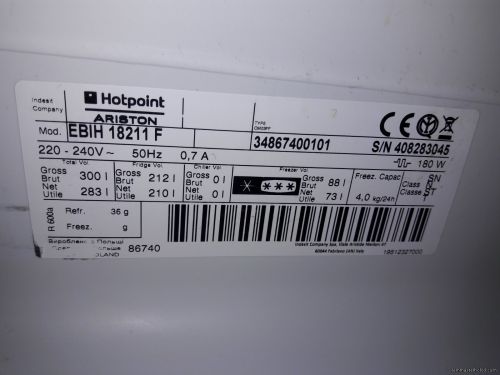 Indesit Company
Hotpoint
ARISTON
Mod. EBIH 18211 F
TYPE
34867400101
CE
S/N 408283045
220 - 240V~ 50Hz 0,7 A
180 W
Total Vol
Gross Brut 300 l
Net Utile 283 l
Fridge Vol
Gross Brut 212 l
Net Utile 210 l
Chiller Vol
Gross Brut 0 l
Net Utile 0 l
Freezer Vol
Gross Brut 88 l
Net Utile 73 l
Freez. Capac
4,0 kg/24h
Class SN
Classe ST
T
R 600a
Refr. 36 g
Freez. g
86740
Indesit Company Spa, Viale Aristide Merloni 47
60044 Fabriano (AN) Italy
19512327000